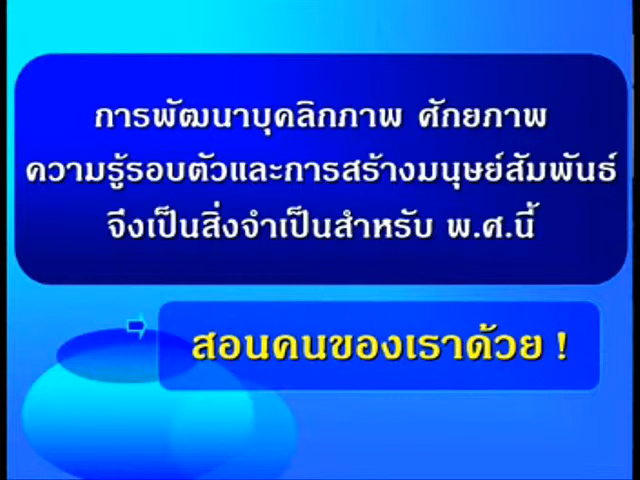 การพัฒนาบุคลิกภาพ ศักยภาพ
ความรู้รอบตัวและการสร้างมนุษย์สัมพันธ์
จึงเป็นสิ่งจำเป็นสำหรับ พ.ศ.นี้
สอนคนของเราด้วย !